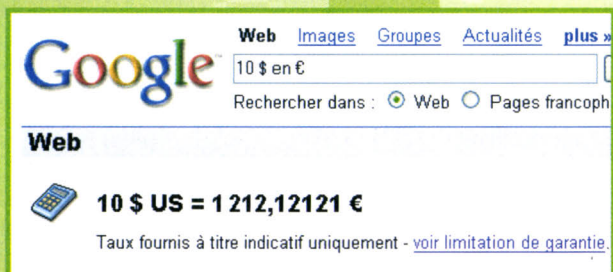 Google Web Images Groupes Actualités plus »
10 $ en €
Rechercher dans : Web Pages francoph
Web
10 $ US = 1 212,12121 €
Taux fournis à titre indicatif uniquement - voir limitation de garantie.